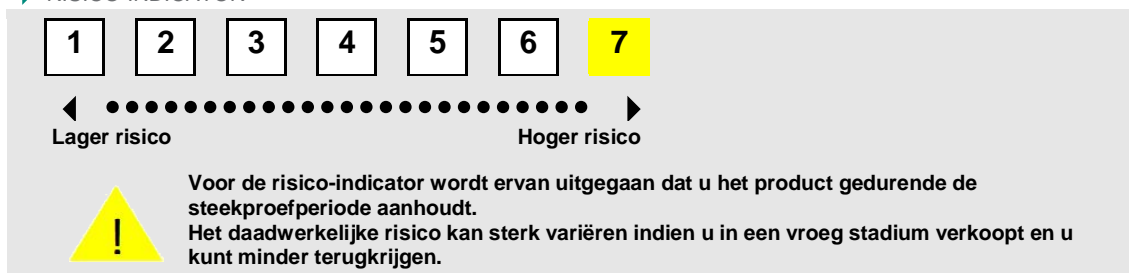 RISICO-INDICATOR
1 2 3 4 5 6 7
Lager risico Hoger risico
! Voor de risico-indicator wordt ervan uitgegaan dat u het product gedurende de
steekproefperiode aanhoudt.
Het daadwerkelijke risico kan sterk variëren indien u in een vroeg stadium verkoopt en u
kunt minder terugkrijgen.